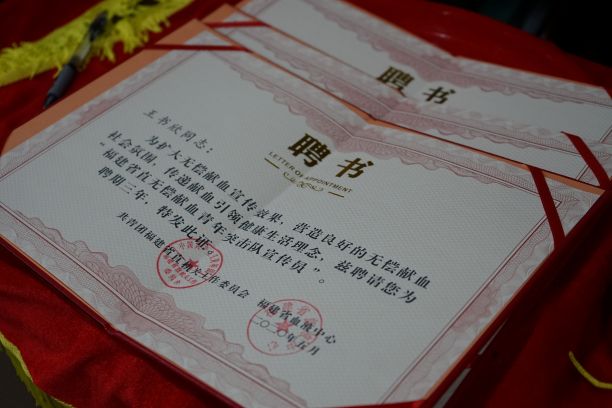 聘书
聘书
LETTER OF APPOINTMENT
王书欣同志：
为扩大无偿献血宣传效果，营造良好的无偿献血
社会氛围，传递献血引领健康生活理念，兹聘请您为
“福建省直无偿献血青年突击队宣传员”。
聘期三年，特发此证。
共青团福建省直机关工作委员会 福建省血液中心
二〇二〇年五月